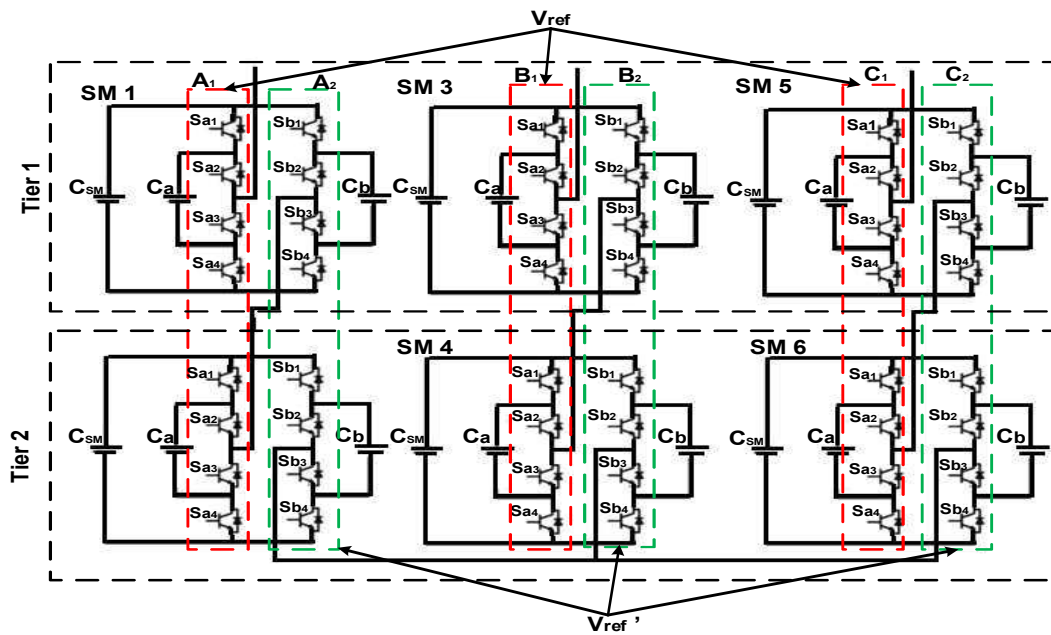 Vref
A1 A2 B1 B2 C1 C2
SM 1 SM 3 SM 5
Tier 1
Sa1 Sb1 Sa1 Sb1 Sa1 Sb1
Sa2 Sb2 Sa2 Sb2 Sa2 Sb2
CSM Ca Cb CSM Ca Cb CSM Ca Cb
Sa3 Sb3 Sa3 Sb3 Sa3 Sb3
Sa4 Sb4 Sa4 Sb4 Sa4 Sb4
SM 4 SM 6
Tier 2
Sa1 Sb1 Sa1 Sb1 Sa1 Sb1
Sa2 Sb2 Sa2 Sb2 Sa2 Sb2
CSM Ca Cb CSM Ca Cb CSM Ca Cb
Sa3 Sb3 Sa3 Sb3 Sa3 Sb3
Sa4 Sb4 Sa4 Sb4 Sa4 Sb4
Vref '